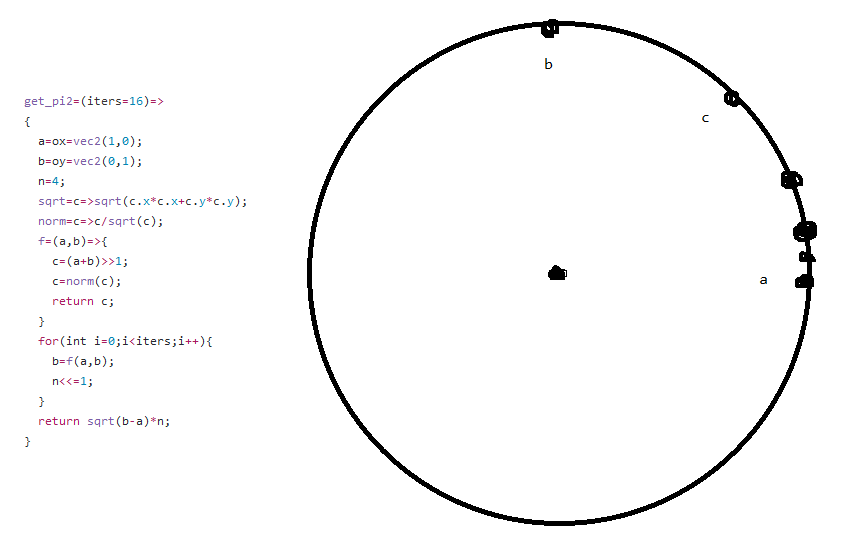 get_pi2=(iters=16)=>
{
  a=ox=vec2(1,0);
  b=oy=vec2(0,1);
  n=4;
  sqrt=c=>sqrt(c.x*c.x+c.y*c.y);
  norm=c=>c/sqrt(c);
  f=(a,b)=>{
    c=(a+b)>>1;
    c=norm(c);
    return c;
  }
  for(int i=0;i<iters;i++){
    b=f(a,b);
    n<<=1;
  }
  return sqrt(b-a)*n;
}
b
c
a